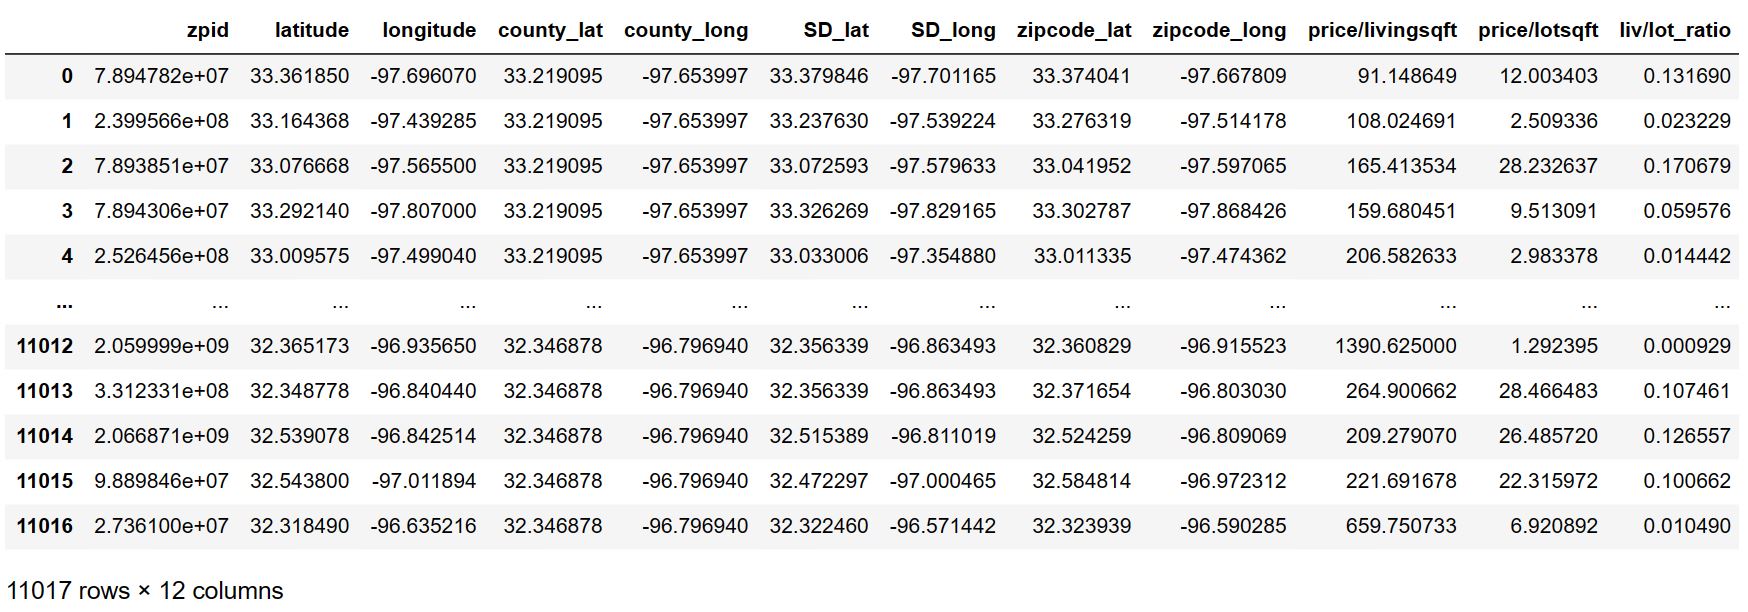 zpid latitude longitude county_lat county_long SD_lat SD_long zipcode_lat zipcode_long price/livingsqft price/lotsqft liv/lot_ratio
0 7.894782e+07 33.361850 -97.696070 33.219095 -97.653997 33.379846 -97.701165 33.374041 -97.667809 91.148649 12.003403 0.131690
1 2.399566e+08 33.164368 -97.439285 33.219095 -97.653997 33.237630 -97.539224 33.276319 -97.514178 108.024691 2.509336 0.023229
2 7.893851e+07 33.076668 -97.565500 33.219095 -97.653997 33.072593 -97.579633 33.041952 -97.597065 165.413534 28.232637 0.170679
3 7.894306e+07 33.292140 -97.807000 33.219095 -97.653997 33.326269 -97.829165 33.302787 -97.868426 159.680451 9.513091 0.059576
4 2.526456e+08 33.009575 -97.499040 33.219095 -97.653997 33.033006 -97.354880 33.011335 -97.474362 206.582633 2.983378 0.014442
... ... ... ... ... ... ... ... ... ... ... ... ...
11012 2.059999e+09 32.365173 -96.935650 32.346878 -96.796940 32.356339 -96.863493 32.360829 -96.915523 1390.625000 1.292395 0.000929
11013 3.312331e+08 32.348778 -96.840440 32.346878 -96.796940 32.356339 -96.863493 32.371654 -96.803030 264.900662 28.466483 0.107461
11014 2.066871e+09 32.539078 -96.842514 32.346878 -96.796940 32.515389 -96.811019 32.524259 -96.809069 209.279070 26.485720 0.126557
11015 9.889846e+07 32.543800 -97.011894 32.346878 -96.796940 32.472297 -97.000465 32.584814 -96.972312 221.691678 22.315972 0.100662
11016 2.736100e+07 32.318490 -96.635216 32.346878 -96.796940 32.322460 -96.571442 32.323939 -96.590285 659.750733 6.920892 0.010490
11017 rows × 12 columns